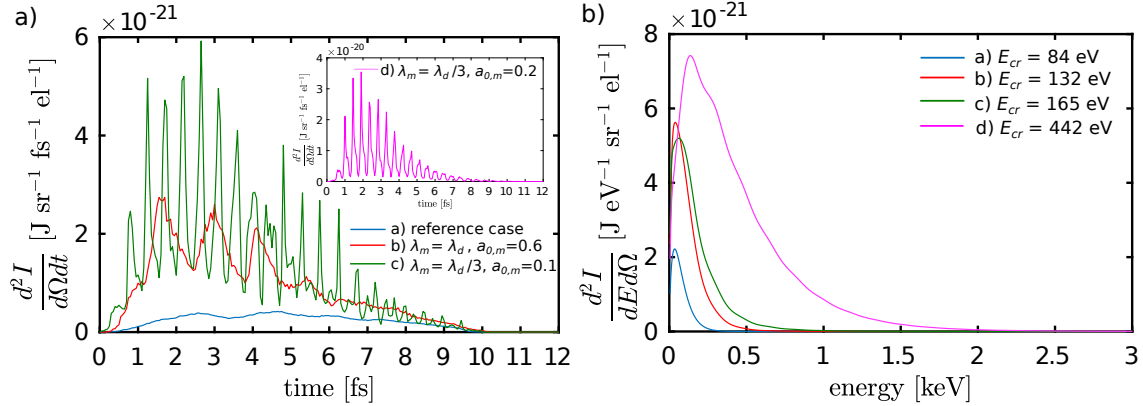 a)
×10⁻²¹
6
4
2
0
d²I/dΩdt [J sr⁻¹ fs⁻¹ el⁻¹]
0 1 2 3 4 5 6 7 8 9 10 11 12
time [fs]
×10⁻²⁰
d) λm = λd /3, a0,m=0.2
4
3
2
1
0
d²I/dΩdt [J sr⁻¹ fs⁻¹ el⁻¹]
0 1 2 3 4 5 6 7 8 9 10 11 12
time [fs]
a) reference case
b) λm = λd , a0,m=0.6
c) λm = λd /3, a0,m=0.1
b)
×10⁻²¹
8
6
4
2
0
d²I/dEdΩ [J eV⁻¹ sr⁻¹ el⁻¹]
0 0.5 1 1.5 2 2.5 3
energy [keV]
a) Ecr = 84 eV
b) Ecr = 132 eV
c) Ecr = 165 eV
d) Ecr = 442 eV